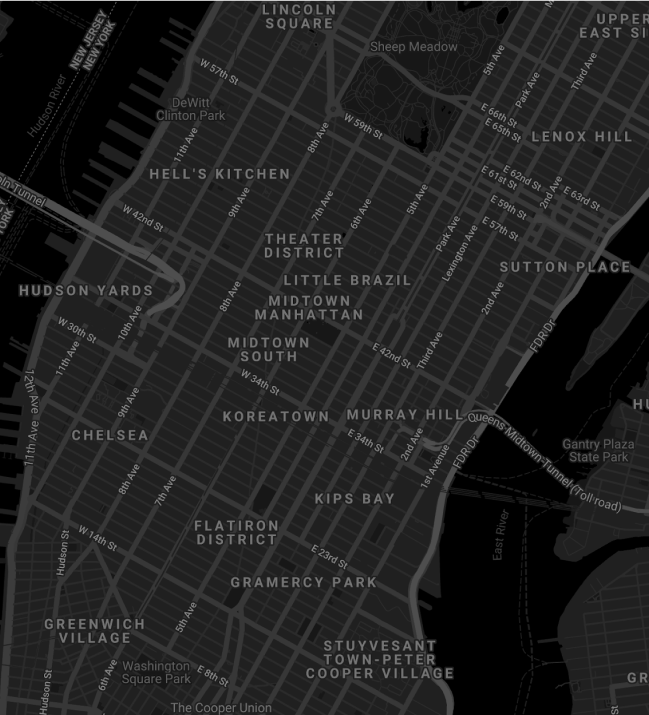 LINCOLN
SQUARE
UPPER
Sheep Meadow
NEW JERSEY
NEW YORK
5th Ave
Third Ave
W 57th St
Park Ave
Hudson River
DeWitt
Clinton Park
E 66th St
E 65th St
W 59th St
LENOX HILL
11th Ave
8th Ave
HELL'S KITCHEN
E 62nd St
E 61st St
E 63rd St
2nd Ave
9th Ave
7th Ave
6th Ave
5th Ave
E 59th St
W 42nd St
E 57th St
Park Ave
THEATER
DISTRICT
Lexington Ave
SUTTON PLACE
LITTLE BRAZIL
HUDSON YARDS
8th Ave
MIDTOWN
MANHATTAN
2nd Ave
10th Ave
W 30th St
FDR Dr
MIDTOWN
SOUTH
E 42nd St
Third Ave
11th Ave
W 34th St
12th Ave
9th Ave
KOREATOWN
MURRAY HILL
Queens Midtown Tunnel (Toll road)
CHELSEA
E 34th St
2nd Ave
FDR Dr
Gantry Plaza
State Park
11th Ave
1st Avenue
8th Ave
7th Ave
KIPS BAY
East River
FLATIRON
DISTRICT
W 14th St
Hudson St
E 23rd St
GRAMERCY PARK
5th Ave
GREENWICH
VILLAGE
STUYVESANT
TOWN-PETER
COOPER VILLAGE
Washington
Square Park
E 8th St
6th Ave
Hudson St
The Cooper Union